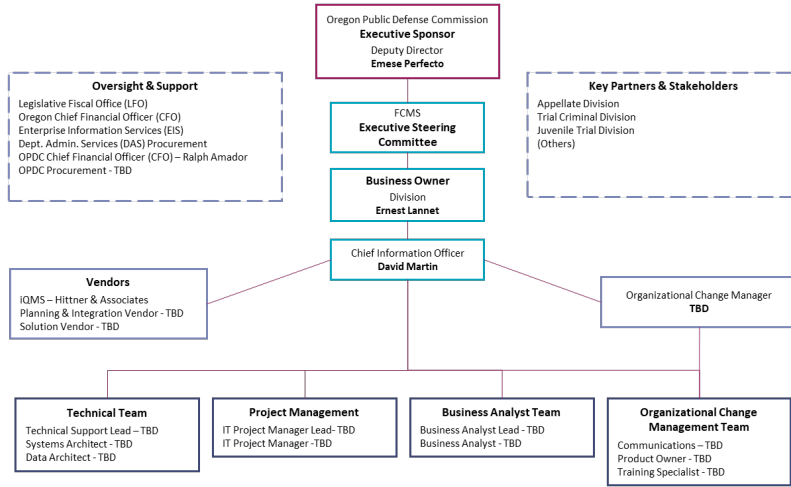 Oregon Public Defense Commission
Executive Sponsor
Deputy Director
Emese Perfecto
Oversight & Support
Legislative Fiscal Office (LFO)
Oregon Chief Financial Officer (CFO)
Enterprise Information Services (EIS)
Dept. Admin. Services (DAS) Procurement
OPDC Chief Financial Officer (CFO) – Ralph Amador
OPDC Procurement - TBD
Key Partners & Stakeholders
Appellate Division
Trial Criminal Division
Juvenile Trial Division
(Others)
FCMS
Executive Steering
Committee
Business Owner
Division
Ernest Lannet
Chief Information Officer
David Martin
Vendors
iQMS – Hittner & Associates
Planning & Integration Vendor - TBD
Solution Vendor - TBD
Organizational Change Manager
TBD
Technical Team
Technical Support Lead – TBD
Systems Architect - TBD
Data Architect - TBD
Project Management
IT Project Manager Lead- TBD
IT Project Manager -TBD
Business Analyst Team
Business Analyst Lead - TBD
Business Analyst - TBD
Organizational Change
Management Team
Communications – TBD
Product Owner - TBD
Training Specialist - TBD